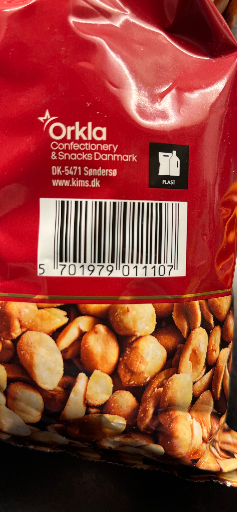 Orkla
Confectionery
& Snacks Danmark
DK-5471 Søndersø
www.kims.dk
PLAST
5 701979 011107